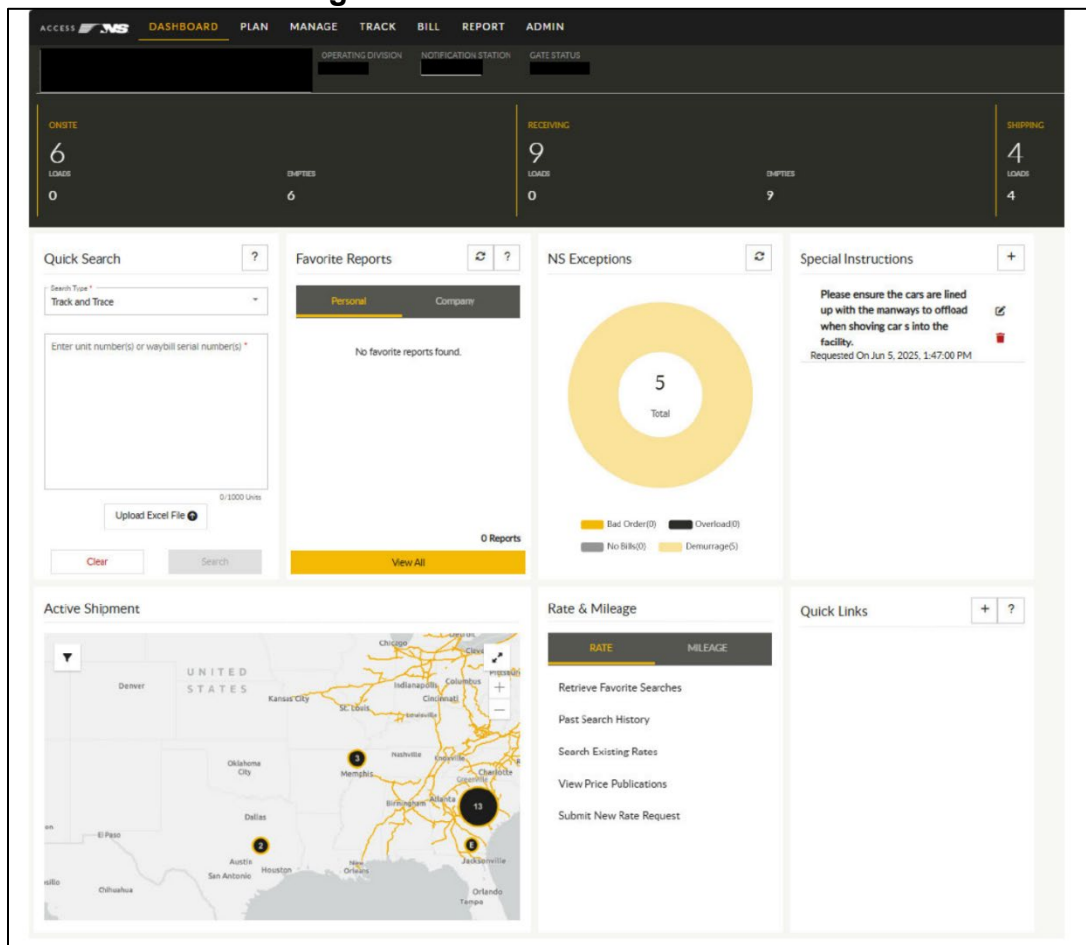 ACCESS NS DASHBOARD PLAN MANAGE TRACK BILL REPORT ADMIN
OPERATING DIVISION NOTIFICATION STATION GATE STATUS
ONSITE
6
LOADS EMPTIES
0 6
RECEIVING
9
LOADS EMPTIES
0 9
SHIPPING
4
LOADS
4
Quick Search ?
Search Type *
Track and Trace
Enter unit number(s) or waybill serial number(s) *
0/1000 Units
Upload Excel File
Clear Search
Favorite Reports ?
Personal Company
No favorite reports found.
0 Reports
View All
NS Exceptions
5
Total
Bad Order(0) Overload(0)
No Bills(0) Demurrage(5)
Special Instructions +
Please ensure the cars are lined
up with the manways to offload
when shoving car s into the
facility.
Requested On Jun 5, 2025, 1:47:00 PM
Active Shipment
Chicago
UNITED
STATES
Denver
Kansas City
St. Louis
Indianapolis
Columbus
Cincinnati
Louisville
Oklahoma
City
3
Memphis
Nashville
Knoxville
Charlotte
Greenville
Birmingham
Atlanta
13
Dallas
El Paso
2
Austin
San Antonio
Houston
New
Orleans
Jacksonville
Chihuahua
Orlando
Tampa
+
−
Rate & Mileage
RATE MILEAGE
Retrieve Favorite Searches
Past Search History
Search Existing Rates
View Price Publications
Submit New Rate Request
Quick Links + ?